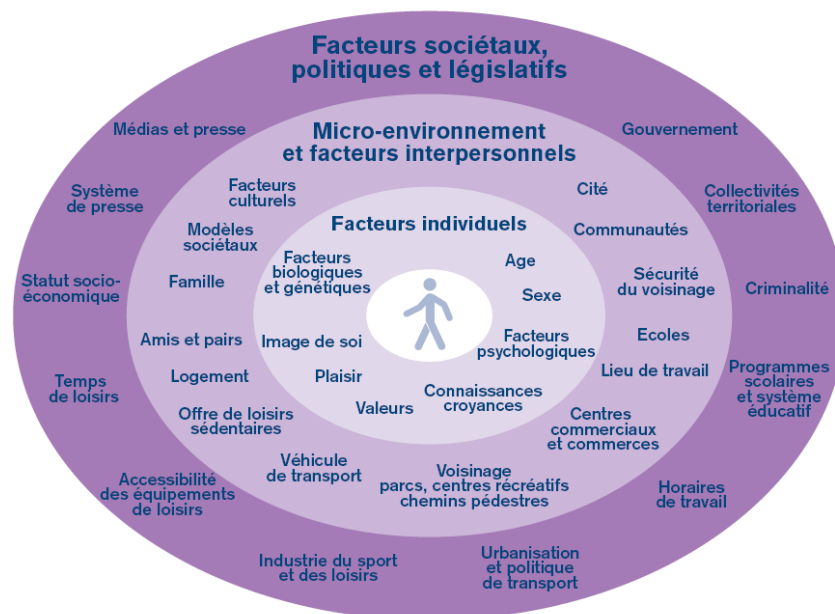 Facteurs sociétaux,
politiques et législatifs
Médias et presse
Gouvernement
Système
de presse
Collectivités
territoriales
Statut socio-
économique
Criminalité
Temps
de loisirs
Programmes
scolaires
et système
éducatif
Accessibilité
des équipements
de loisirs
Horaires
de travail
Industrie du sport
et des loisirs
Urbanisation
et politique
de transport
Micro-environnement
et facteurs interpersonnels
Facteurs
culturels
Cité
Modèles
sociétaux
Communautés
Famille
Sécurité
du voisinage
Amis et pairs
Ecoles
Logement
Lieu de travail
Offre de loisirs
sédentaires
Centres
commerciaux
et commerces
Véhicule
de transport
Voisinage
parcs, centres récréatifs
chemins pédestres
Facteurs individuels
Facteurs
biologiques
et génétiques
Age
Sexe
Image de soi
Facteurs
psychologiques
Plaisir
Valeurs
Connaissances
croyances